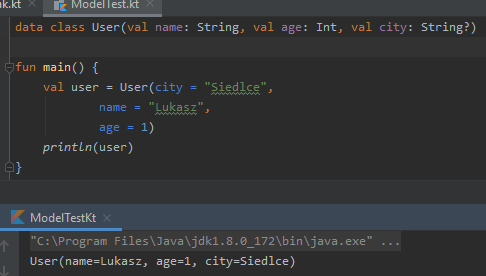 nk.kt ModelTest.kt
data class User(val name: String, val age: Int, val city: String?)
fun main() {
val user = User(city = "Siedlce",
name = "Lukasz",
age = 1)
println(user)
}
ModelTestKt
"C:\Program Files\Java\jdk1.8.0_172\bin\java.exe" ...
User(name=Lukasz, age=1, city=Siedlce)